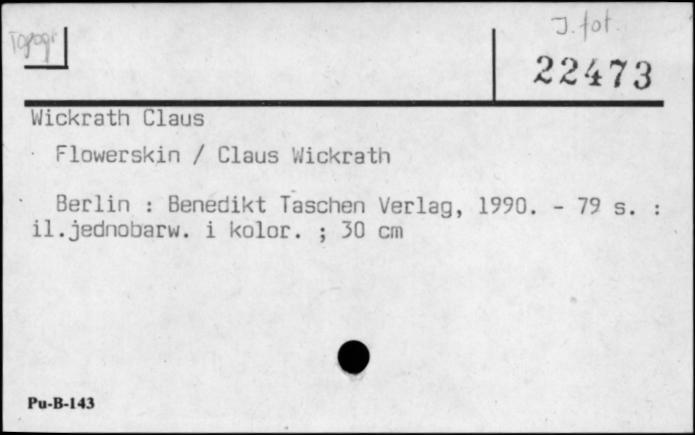 Topogr
J. fot.
22473
Wickrath Claus
Flowerskin / Claus Wickrath
Berlin : Benedikt Taschen Verlag, 1990. - 79 s. :
il.jednobarw. i kolor. ; 30 cm
Pu-B-143